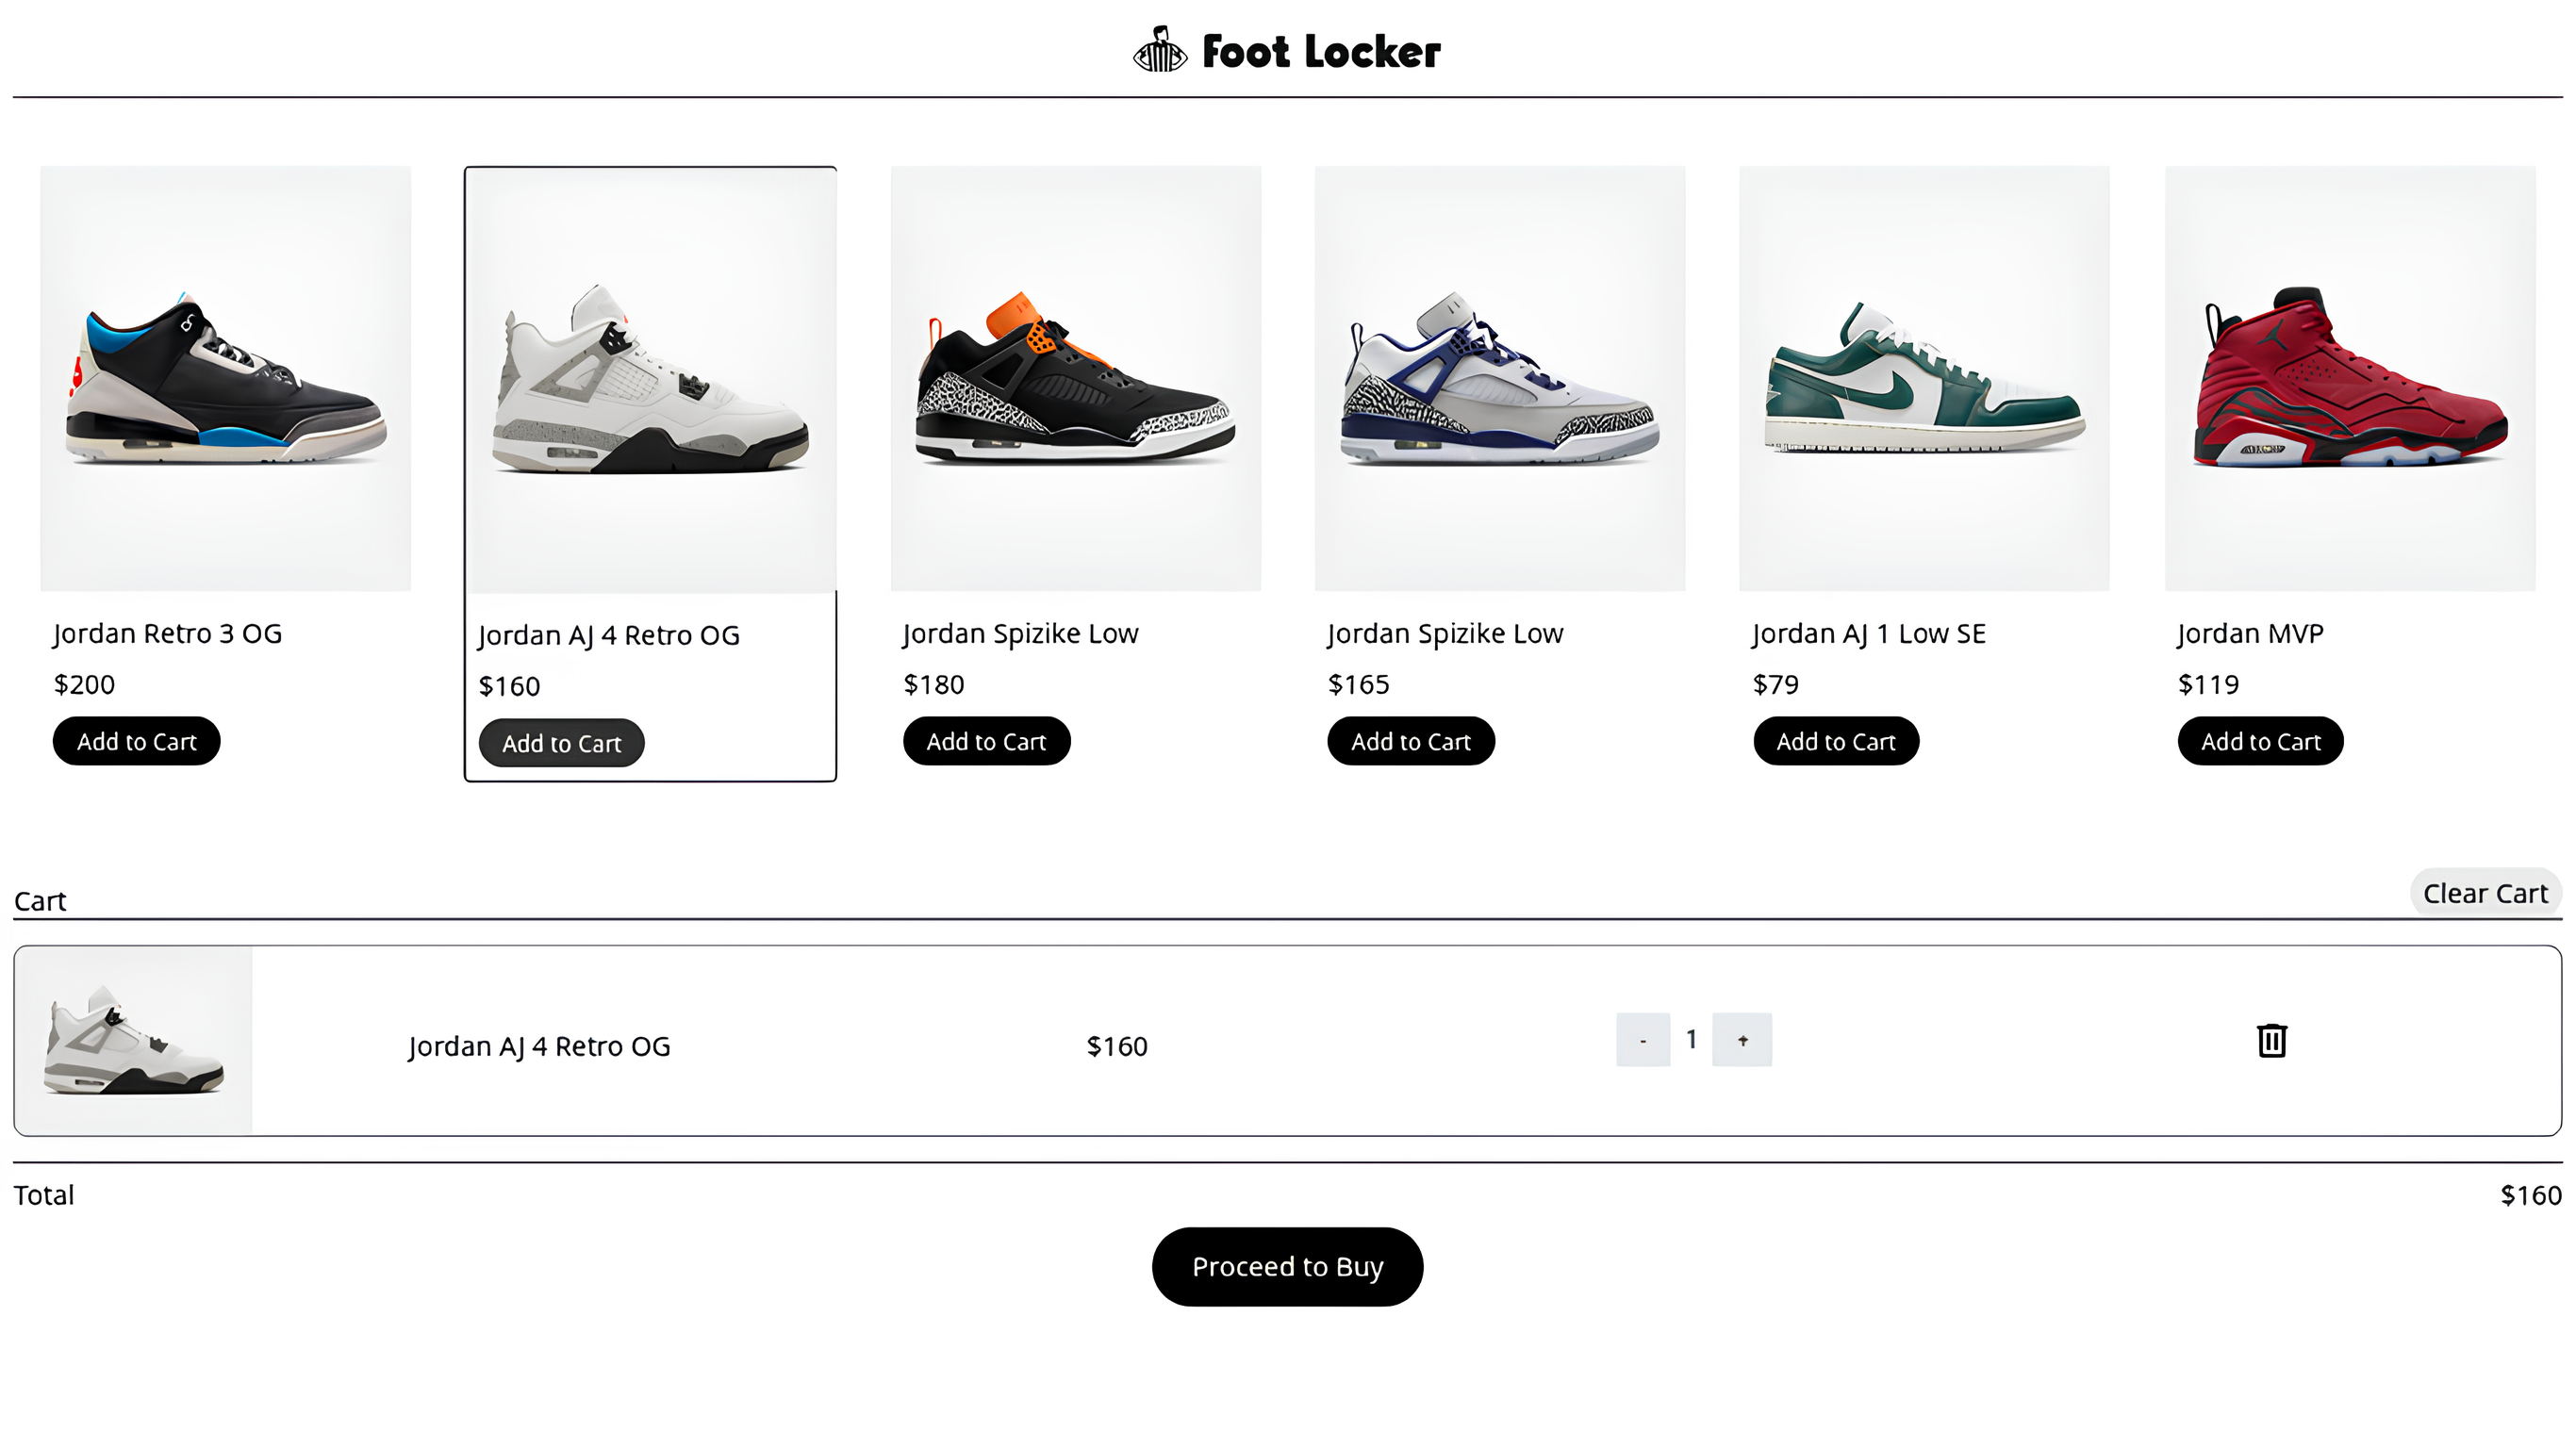 Foot Locker
Jordan Retro 3 OG
$200
Add to Cart
Jordan AJ 4 Retro OG
$160
Add to Cart
Jordan Spizike Low
$180
Add to Cart
Jordan Spizike Low
$165
Add to Cart
Jordan AJ 1 Low SE
$79
Add to Cart
Jordan MVP
$119
Add to Cart
Cart
Clear Cart
Jordan AJ 4 Retro OG
$160
- 1 +
Total
$160
Proceed to Buy